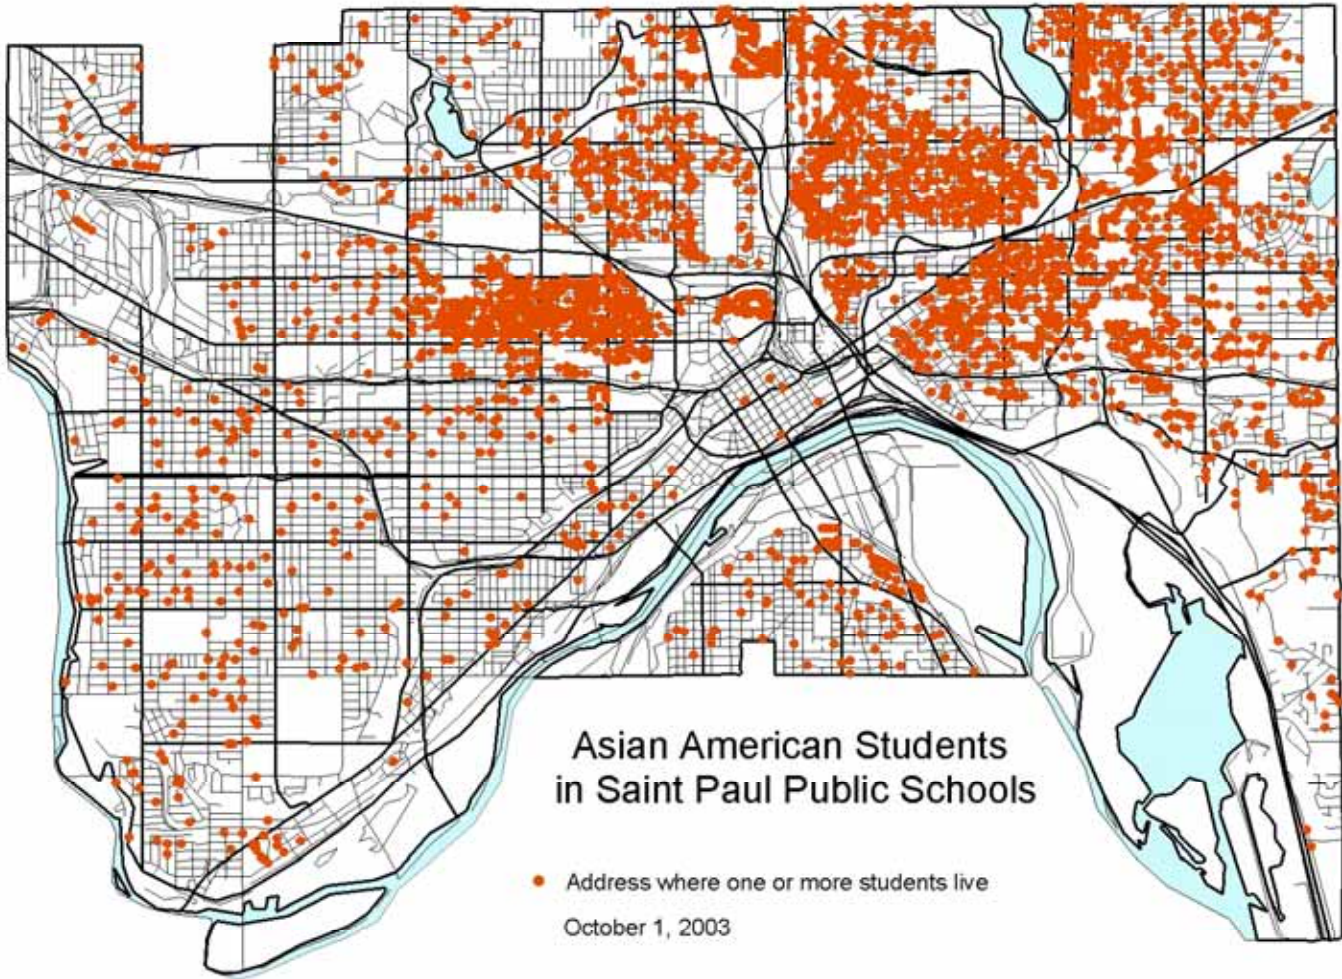 Asian American Students
in Saint Paul Public Schools
Address where one or more students live
October 1, 2003